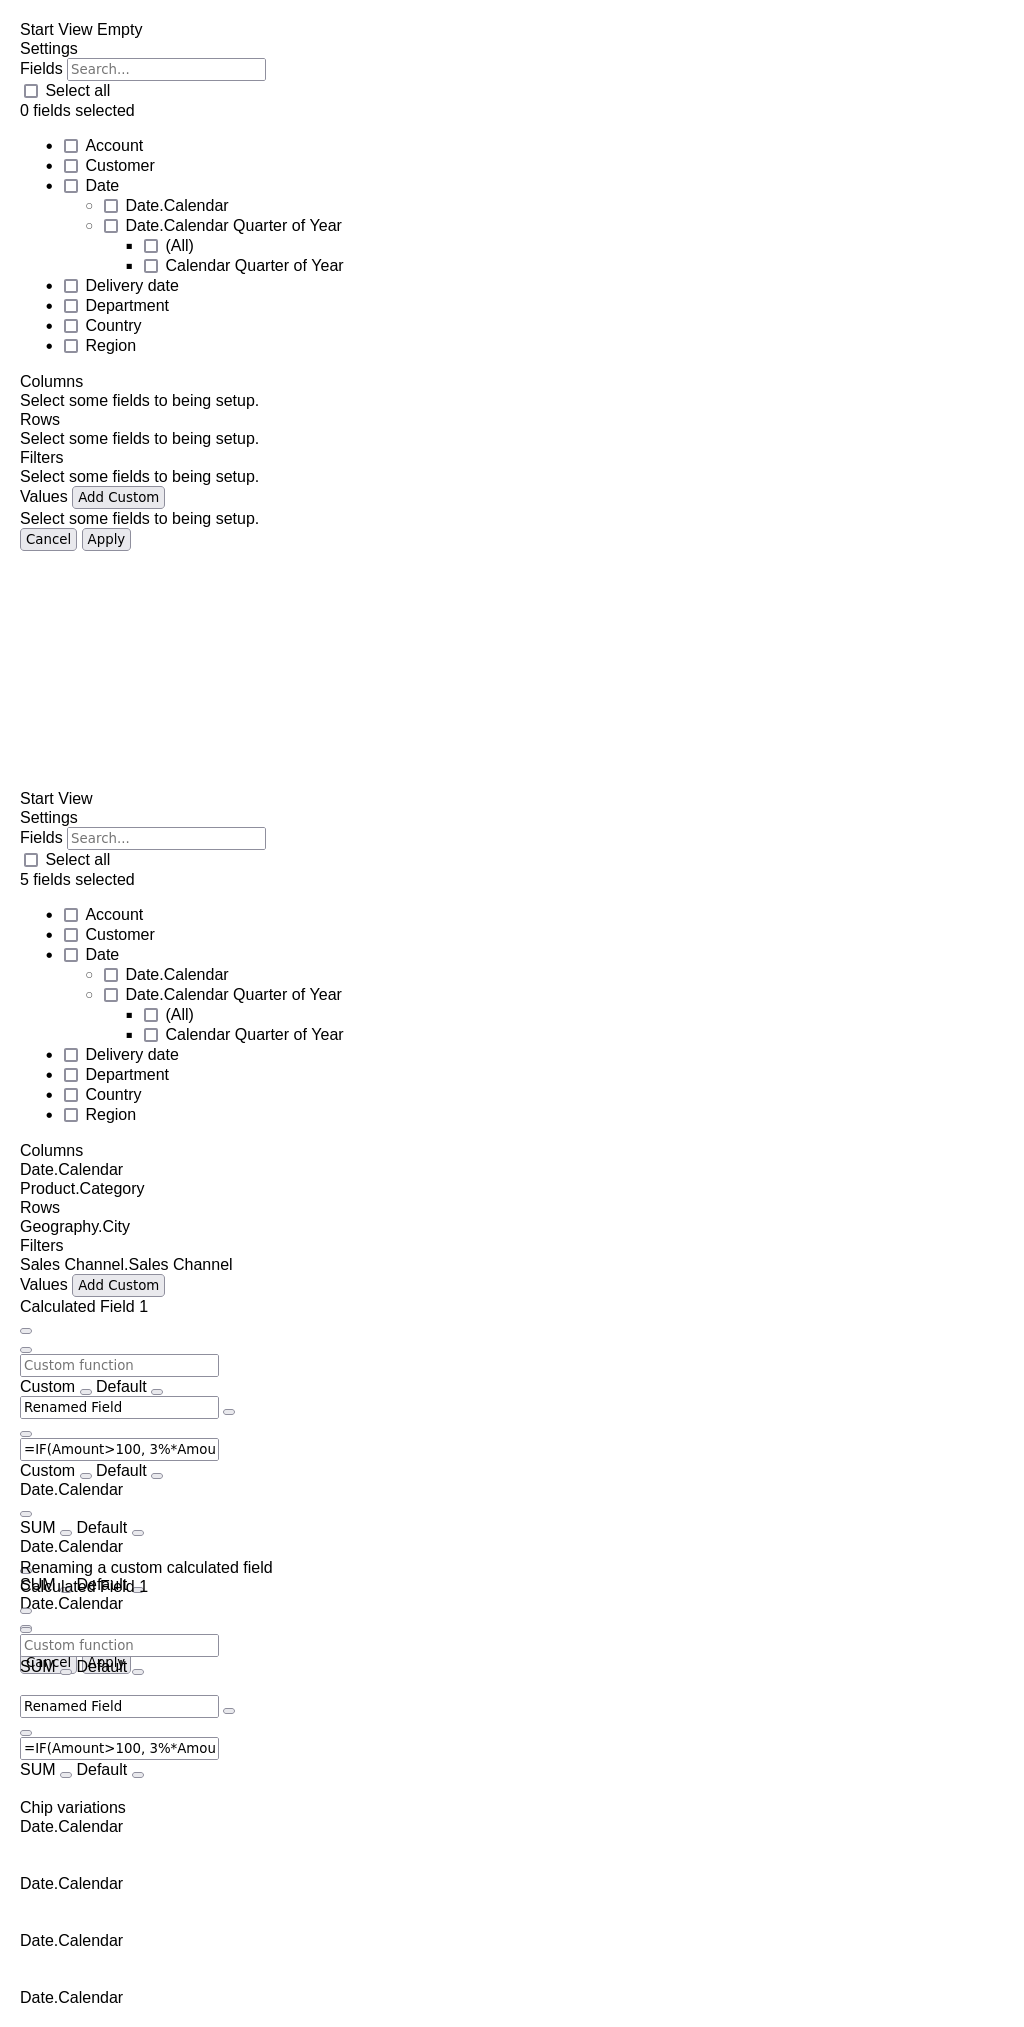 Start View Empty
Settings
Fields Search...
Select all
0 fields selected
Account
Customer
Date
Date.Calendar
Date.Calendar Quarter of Year
(All)
Calendar Quarter of Year
Delivery date
Department
Country
Region
Columns
Select some fields to being setup.
Rows
Select some fields to being setup.
Filters
Select some fields to being setup.
Values Add Custom
Select some fields to being setup.
Cancel Apply
Start View
Settings
Fields Search...
Select all
5 fields selected
Account
Customer
Date
Date.Calendar
Date.Calendar Quarter of Year
(All)
Calendar Quarter of Year
Delivery date
Department
Country
Region
Columns
Date.Calendar
Product.Category
Rows
Geography.City
Filters
Sales Channel.Sales Channel
Values Add Custom
Calculated Field 1
Custom function
Custom Default
Renamed Field
=IF(Amount>100, 3%*Amou
Custom Default
Date.Calendar
SUM Default
Date.Calendar
Renaming a custom calculated field
SUM Default
Calculated Field 1
Date.Calendar
Custom function
Cancel Apply
SUM Default
Renamed Field
=IF(Amount>100, 3%*Amou
SUM Default
Chip variations
Date.Calendar
Date.Calendar
Date.Calendar
Date.Calendar